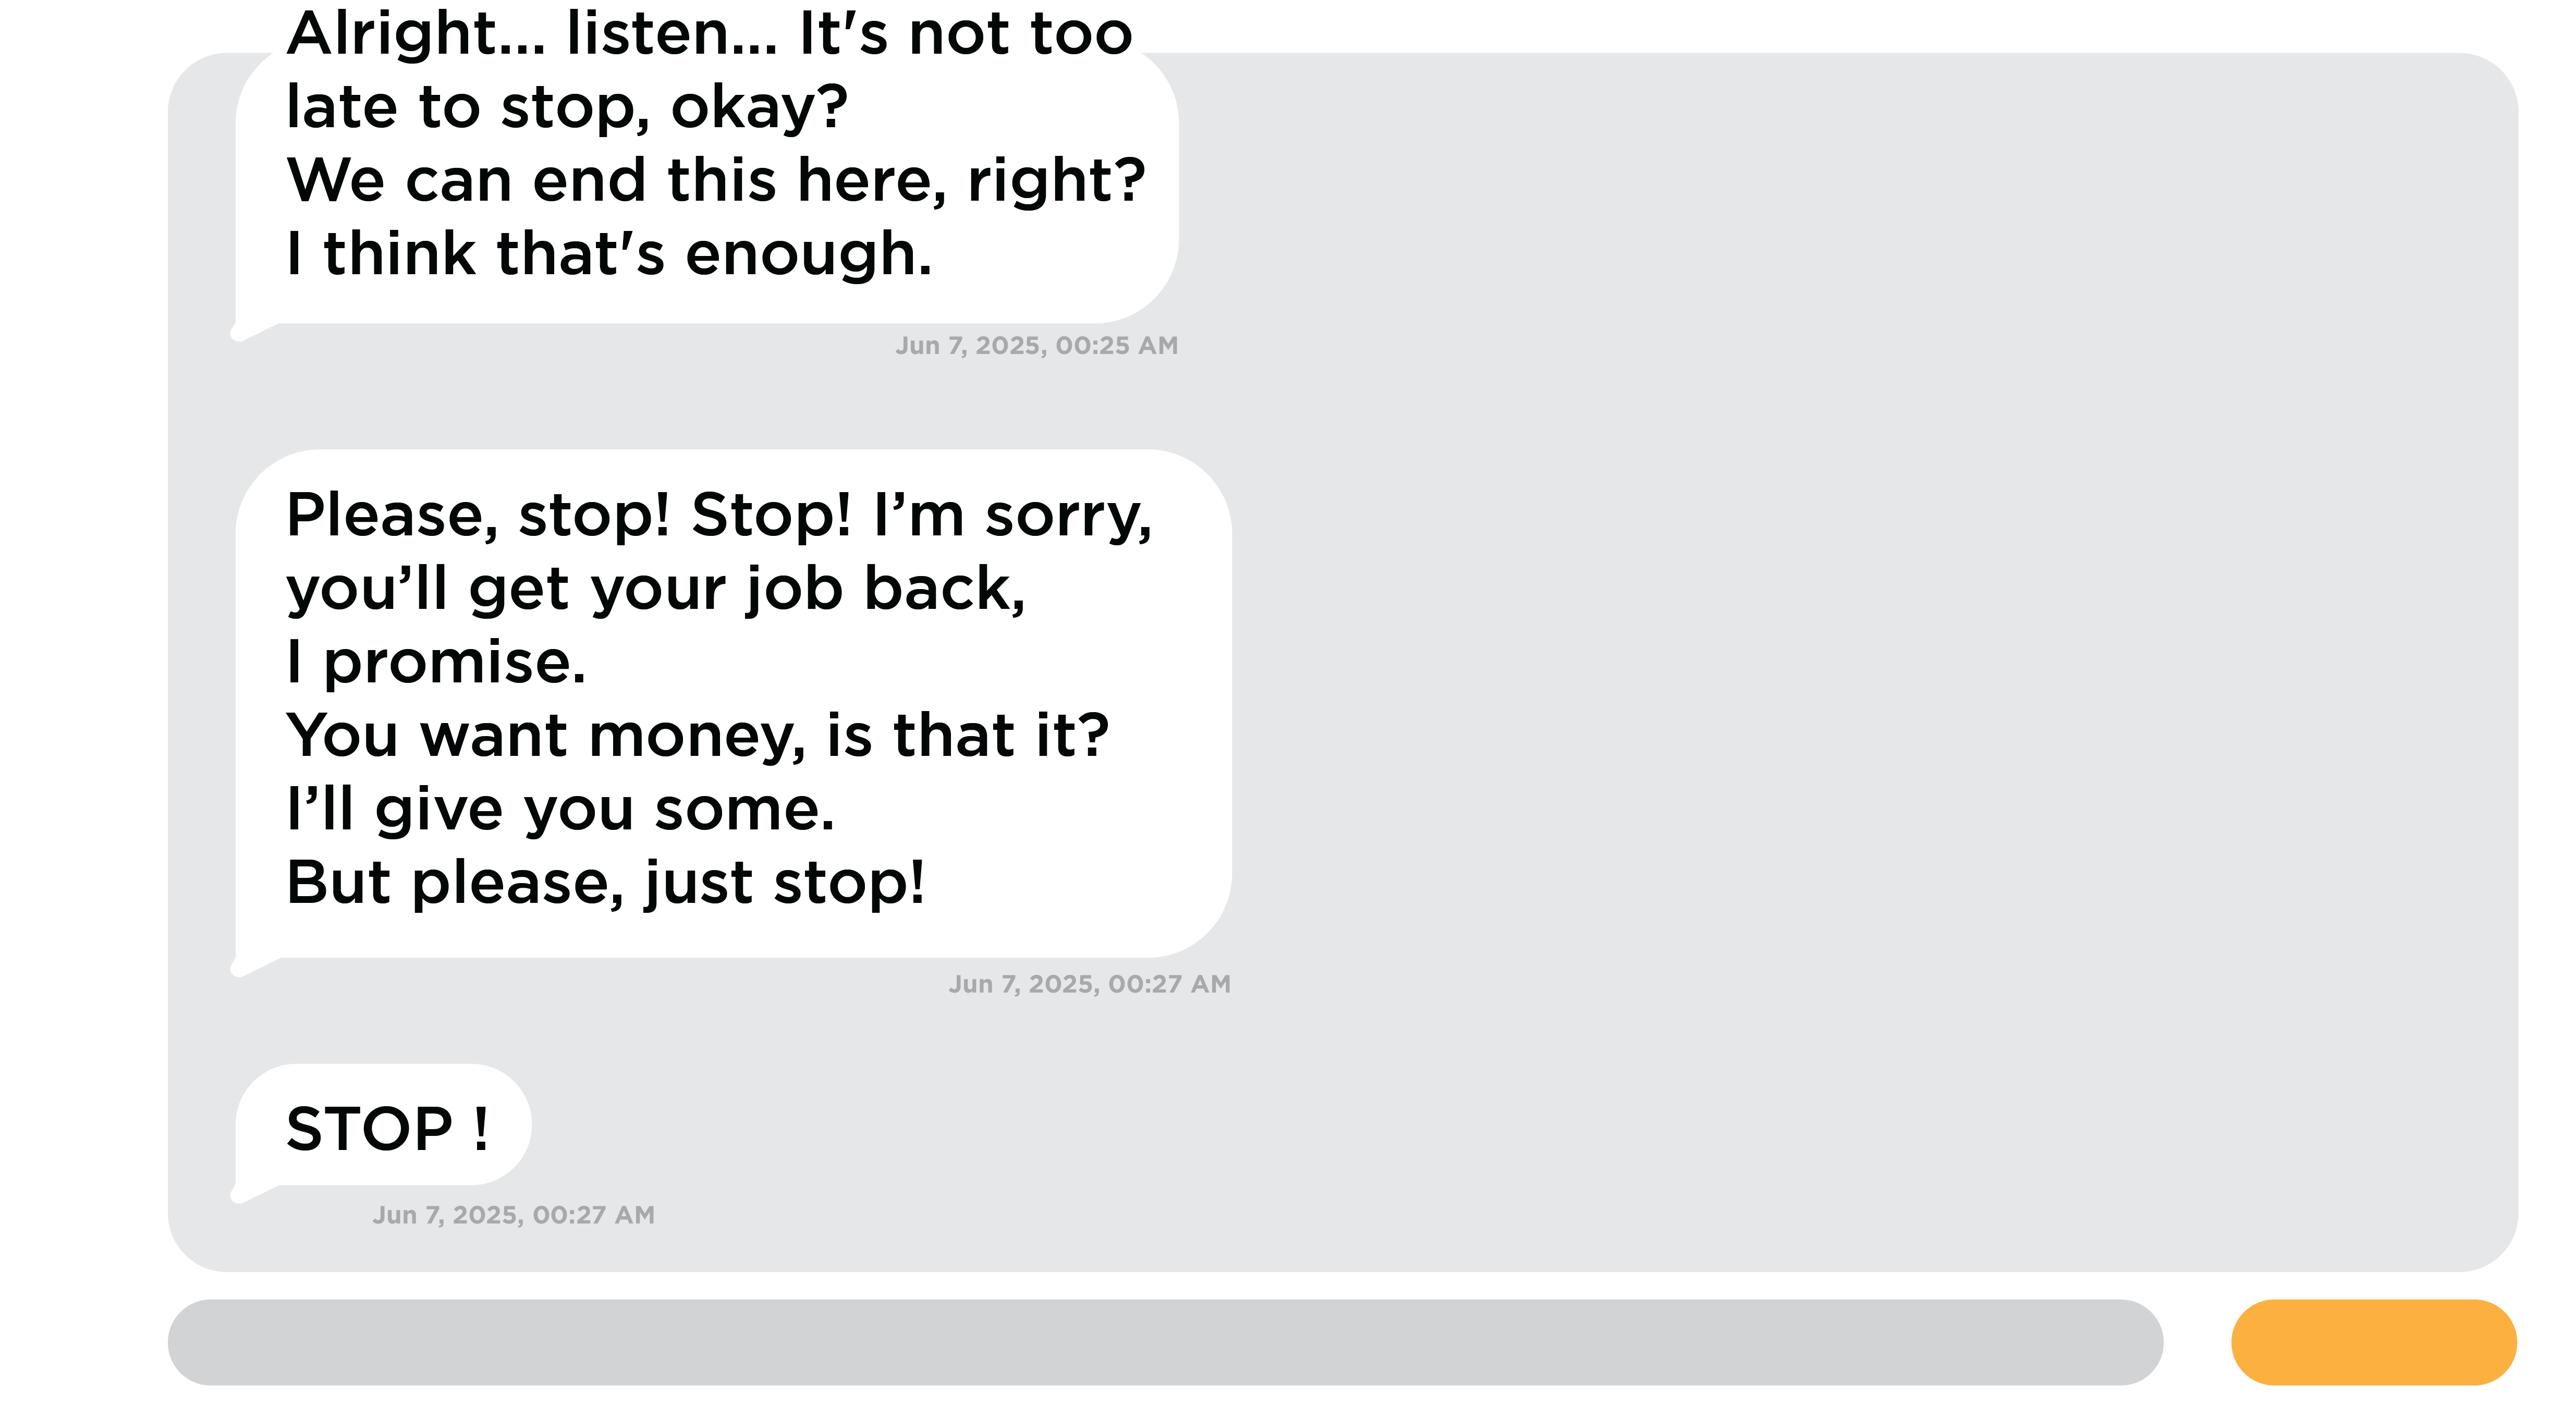 Alright... listen... It's not too
late to stop, okay?
We can end this here, right?
I think that's enough.
Jun 7, 2025, 00:25 AM
Please, stop! Stop! I’m sorry,
you’ll get your job back,
I promise.
You want money, is that it?
I’ll give you some.
But please, just stop!
Jun 7, 2025, 00:27 AM
STOP !
Jun 7, 2025, 00:27 AM